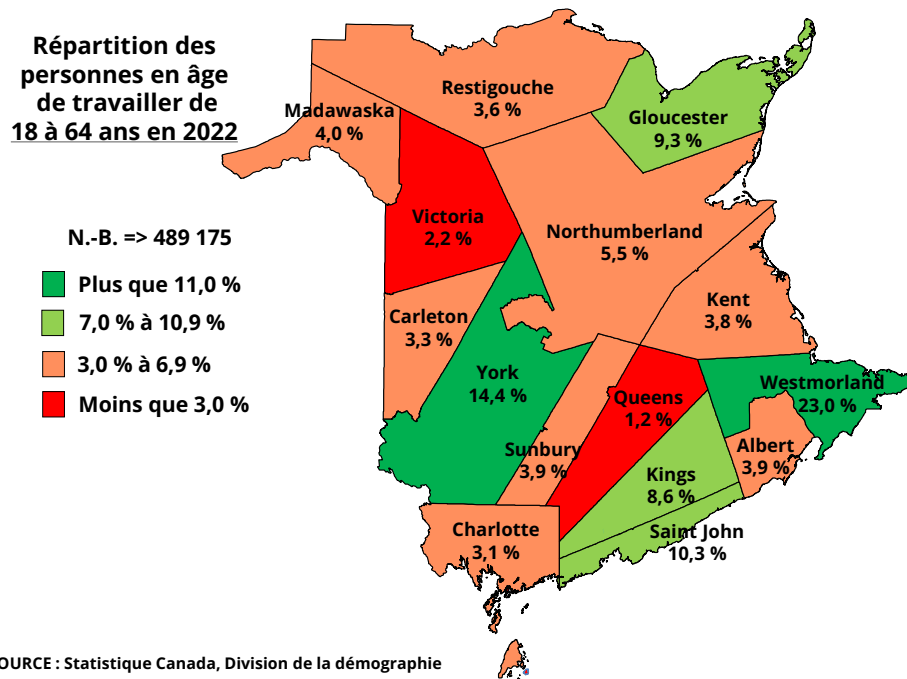 Répartition des
personnes en âge
de travailler de
18 à 64 ans en 2022
N.-B. => 489 175
Plus que 11,0 %
7,0 % à 10,9 %
3,0 % à 6,9 %
Moins que 3,0 %
Restigouche
3,6 %
Madawaska
4,0 %
Gloucester
9,3 %
Victoria
2,2 %
Northumberland
5,5 %
Carleton
3,3 %
Kent
3,8 %
York
14,4 %
Westmorland
23,0 %
Queens
1,2 %
Sunbury
3,9 %
Albert
3,9 %
Kings
8,6 %
Charlotte
3,1 %
Saint John
10,3 %
OURCE : Statistique Canada, Division de la démographie